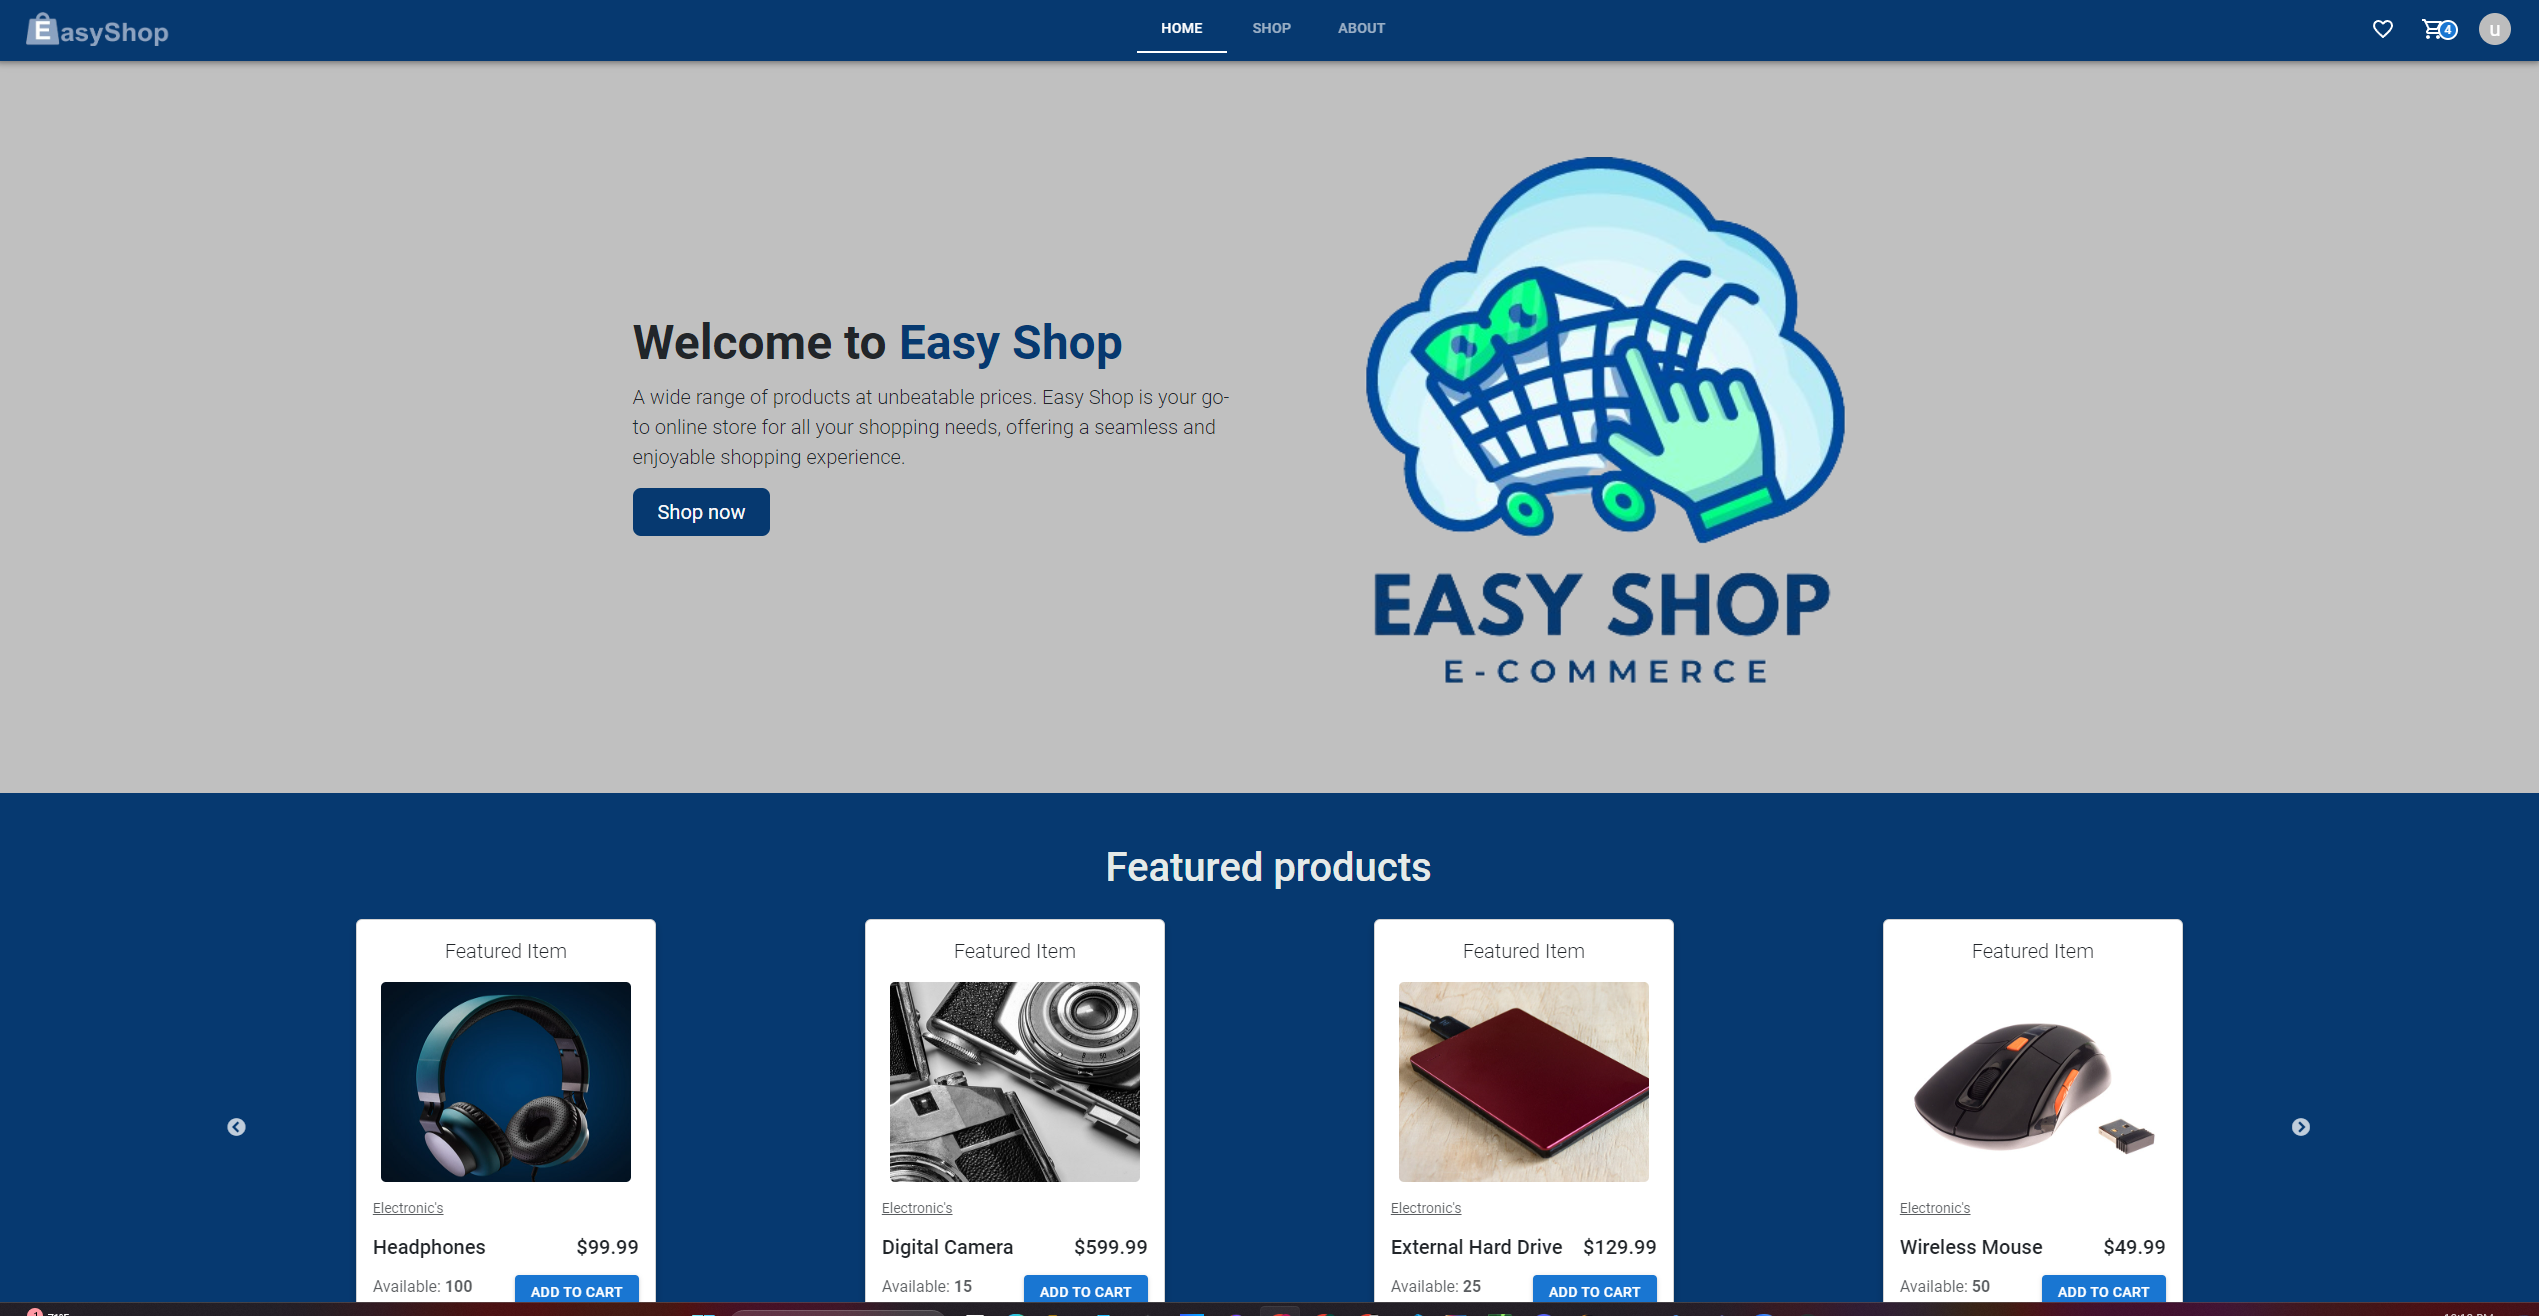 EasyShop
HOME SHOP ABOUT
4 u
Welcome to Easy Shop
A wide range of products at unbeatable prices. Easy Shop is your go-
to online store for all your shopping needs, offering a seamless and
enjoyable shopping experience.
Shop now
EASY SHOP
E-COMMERCE
Featured products
Featured Item
Electronic's
Headphones $99.99
Available: 100 ADD TO CART
Featured Item
Electronic's
Digital Camera $599.99
Available: 15 ADD TO CART
Featured Item
Electronic's
External Hard Drive $129.99
Available: 25 ADD TO CART
Featured Item
Electronic's
Wireless Mouse $49.99
Available: 50 ADD TO CART